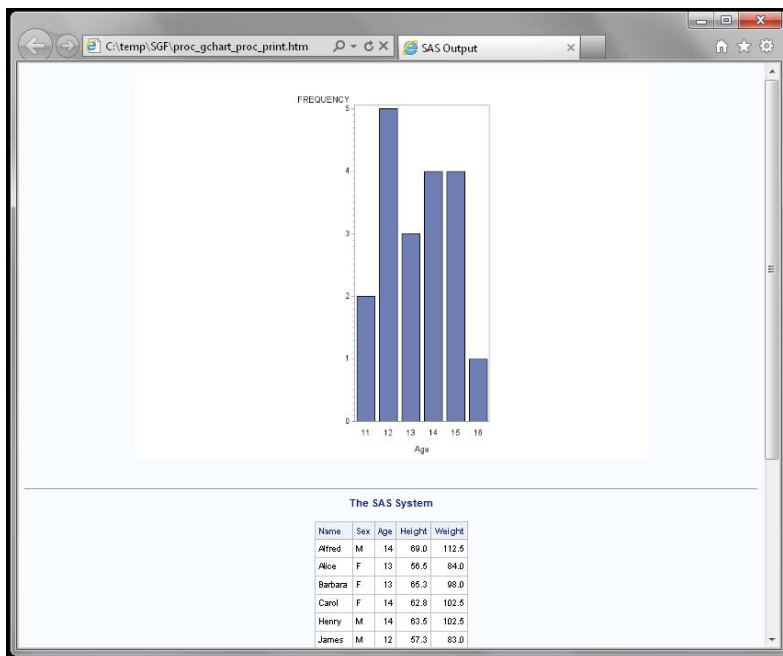 C:\temp\SGF\proc_gchart_proc_print.htm
SAS Output
FREQUENCY
5
4
3
2
1
0
11 12 13 14 15 16
Age
The SAS System
Name Sex Age Height Weight
Alfred M 14 69.0 112.5
Alice F 13 56.5 84.0
Barbara F 13 65.3 98.0
Carol F 14 62.8 102.5
Henry M 14 63.5 102.5
James M 12 57.3 83.0